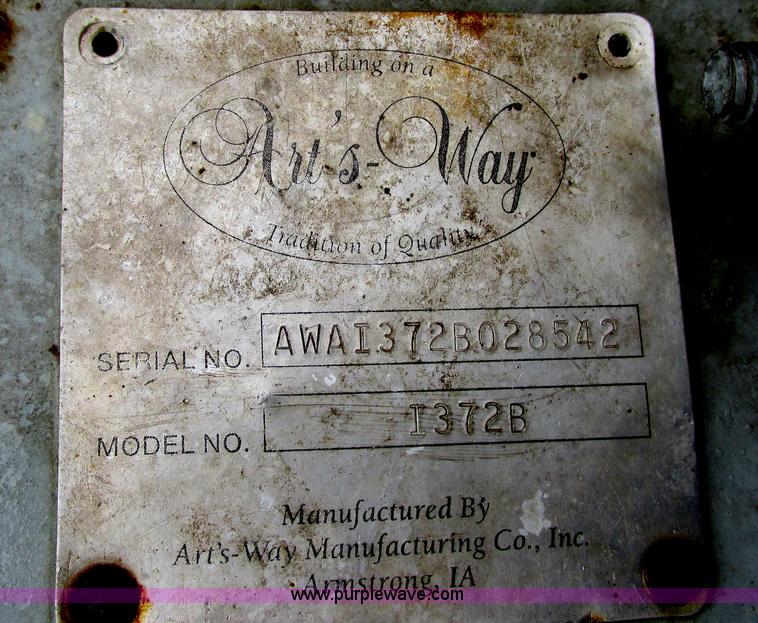 Building on a
Art's-Way
Tradition of Quality
SERIAL NO. AWAI372B028542
MODEL NO. I372B
Manufactured By
Art's-Way Manufacturing Co., Inc.
Armstrong, IA
www.purplewave.com